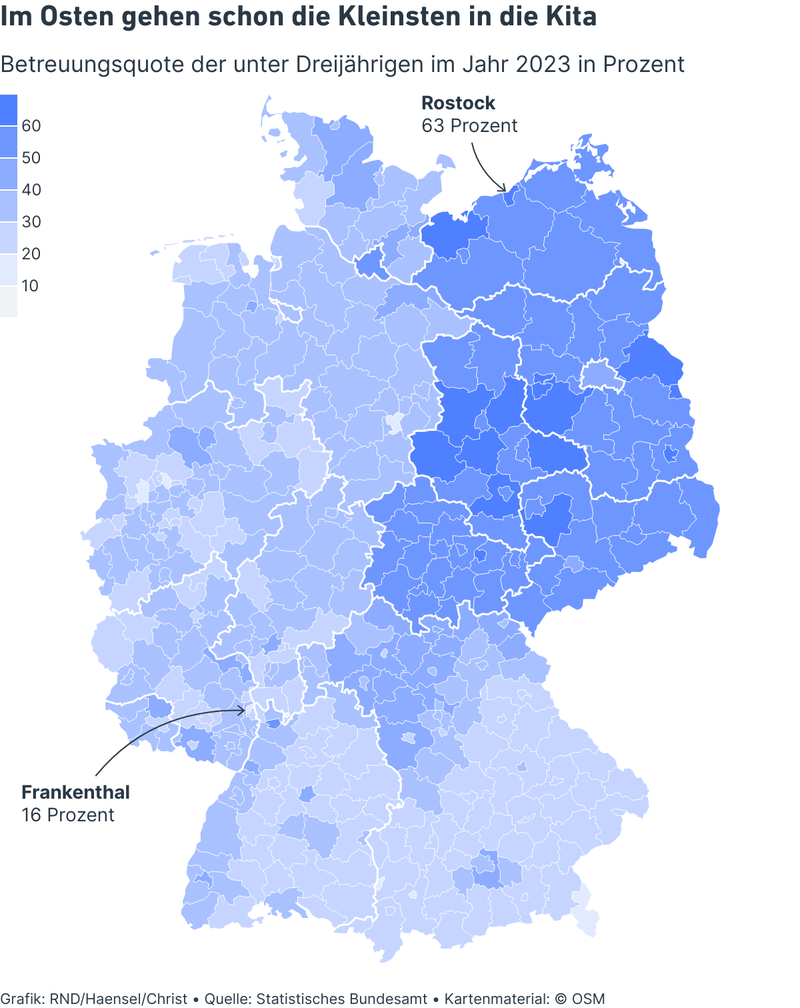 Im Osten gehen schon die Kleinsten in die Kita
Betreuungsquote der unter Dreijährigen im Jahr 2023 in Prozent
Rostock
63 Prozent
60
50
40
30
20
10
Frankenthal
16 Prozent
Grafik: RND/Haensel/Christ • Quelle: Statistisches Bundesamt • Kartenmaterial: © OSM